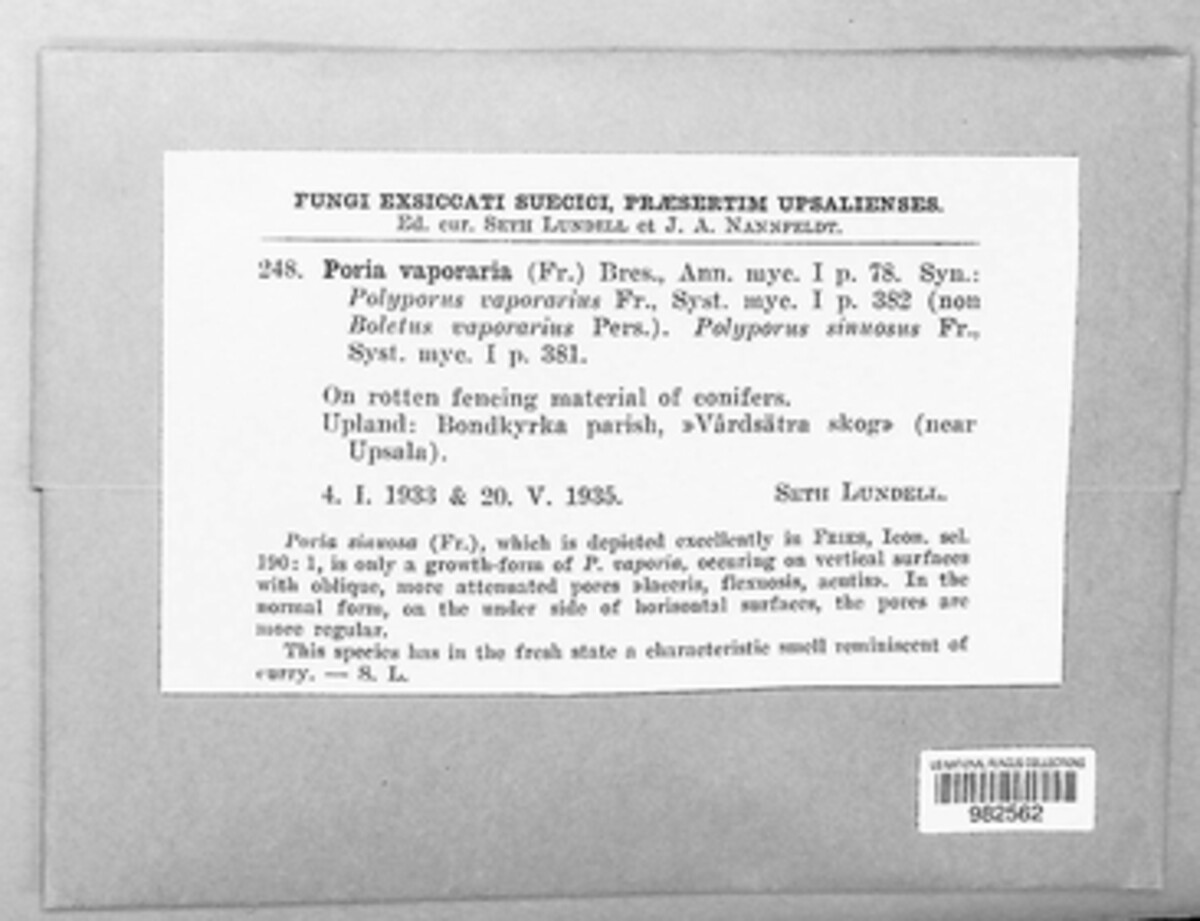 FUNGI EXSICCATI SUECICI, PRÆSERTIM UPSALIENSES.
Ed. cur. SETH LUNDELL et J. A. NANNFELDT.
248. Poria vaporaria (Fr.) Bres., Ann. myc. I p. 78. Syn.:
Polyporus vaporarius Fr., Syst. myc. I p. 382 (non
Boletus vaporarius Pers.). Polyporus sinuosus Fr.,
Syst. myc. I p. 381.
On rotten fencing material of conifers.
Upland: Bondkyrka parish, »Vårdsätra skog» (near
Upsala).
4. I. 1933 & 20. V. 1935. SETH LUNDELL.
Poria sinuosa (Fr.), which is depicted excellently in FRIES, Icon. sel.
190: 1, is only a growth-form of P. vaporia, occuring on vertical surfaces
with oblique, more attenuated pores »laceris, flexuosis, acutis». In the
normal form, on the under side of horisontal surfaces, the pores are
more regular.
This species has in the fresh state a characteristic smell reminiscent of
curry. — S. L.
US NATIONAL FUNGUS COLLECTIONS
982562